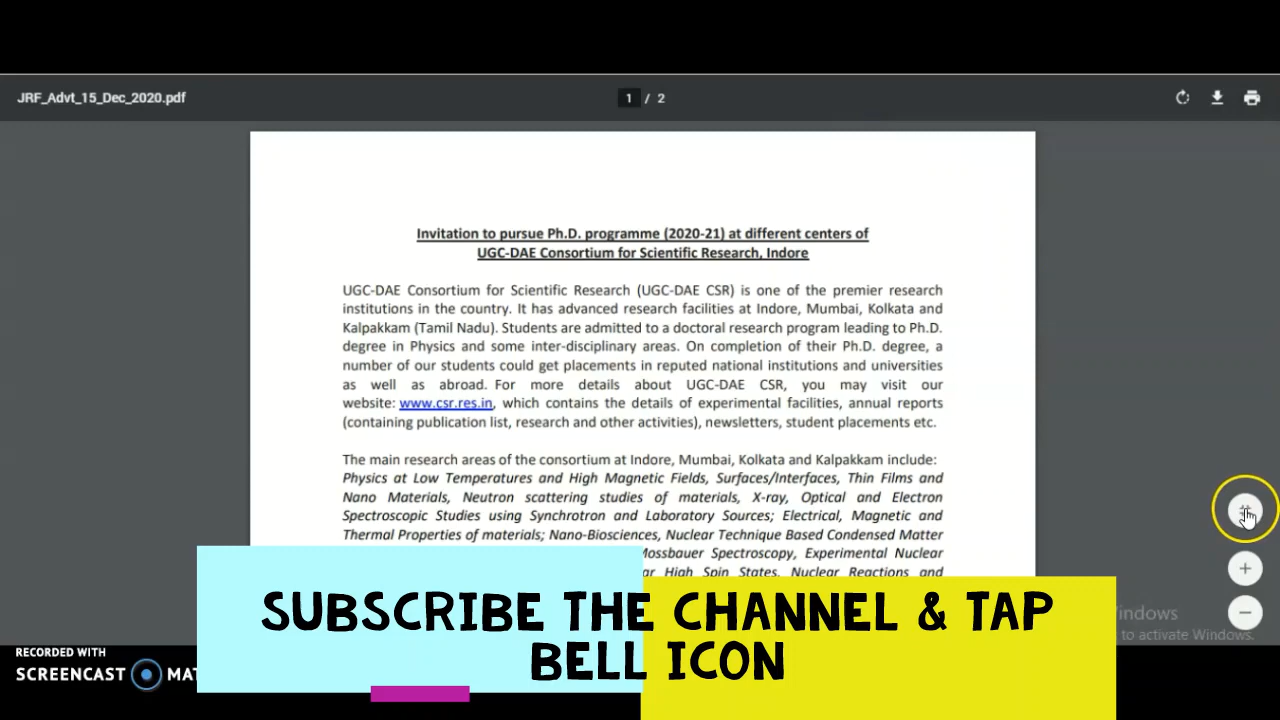 JRF_Advt_15_Dec_2020.pdf
1 / 2
Invitation to pursue Ph.D. programme (2020-21) at different centers of
UGC-DAE Consortium for Scientific Research, Indore
UGC-DAE Consortium for Scientific Research (UGC-DAE CSR) is one of the premier research
institutions in the country. It has advanced research facilities at Indore, Mumbai, Kolkata and
Kalpakkam (Tamil Nadu). Students are admitted to a doctoral research program leading to Ph.D.
degree in Physics and some inter-disciplinary areas. On completion of their Ph.D. degree, a
number of our students could get placements in reputed national institutions and universities
as well as abroad. For more details about UGC-DAE CSR, you may visit our
website: www.csr.res.in, which contains the details of experimental facilities, annual reports
(containing publication list, research and other activities), newsletters, student placements etc.
The main research areas of the consortium at Indore, Mumbai, Kolkata and Kalpakkam include:
Physics at Low Temperatures and High Magnetic Fields, Surfaces/Interfaces, Thin Films and
Nano Materials, Neutron scattering studies of materials, X-ray, Optical and Electron
Spectroscopic Studies using Synchrotron and Laboratory Sources; Electrical, Magnetic and
Thermal Properties of materials; Nano-Biosciences, Nuclear Technique Based Condensed Matter
Mossbauer Spectroscopy, Experimental Nuclear
High Spin States, Nuclear Reactions and
SUBSCRIBE THE CHANNEL & TAP
BELL ICON
Windows
to activate Windows.
RECORDED WITH
SCREENCAST MAT